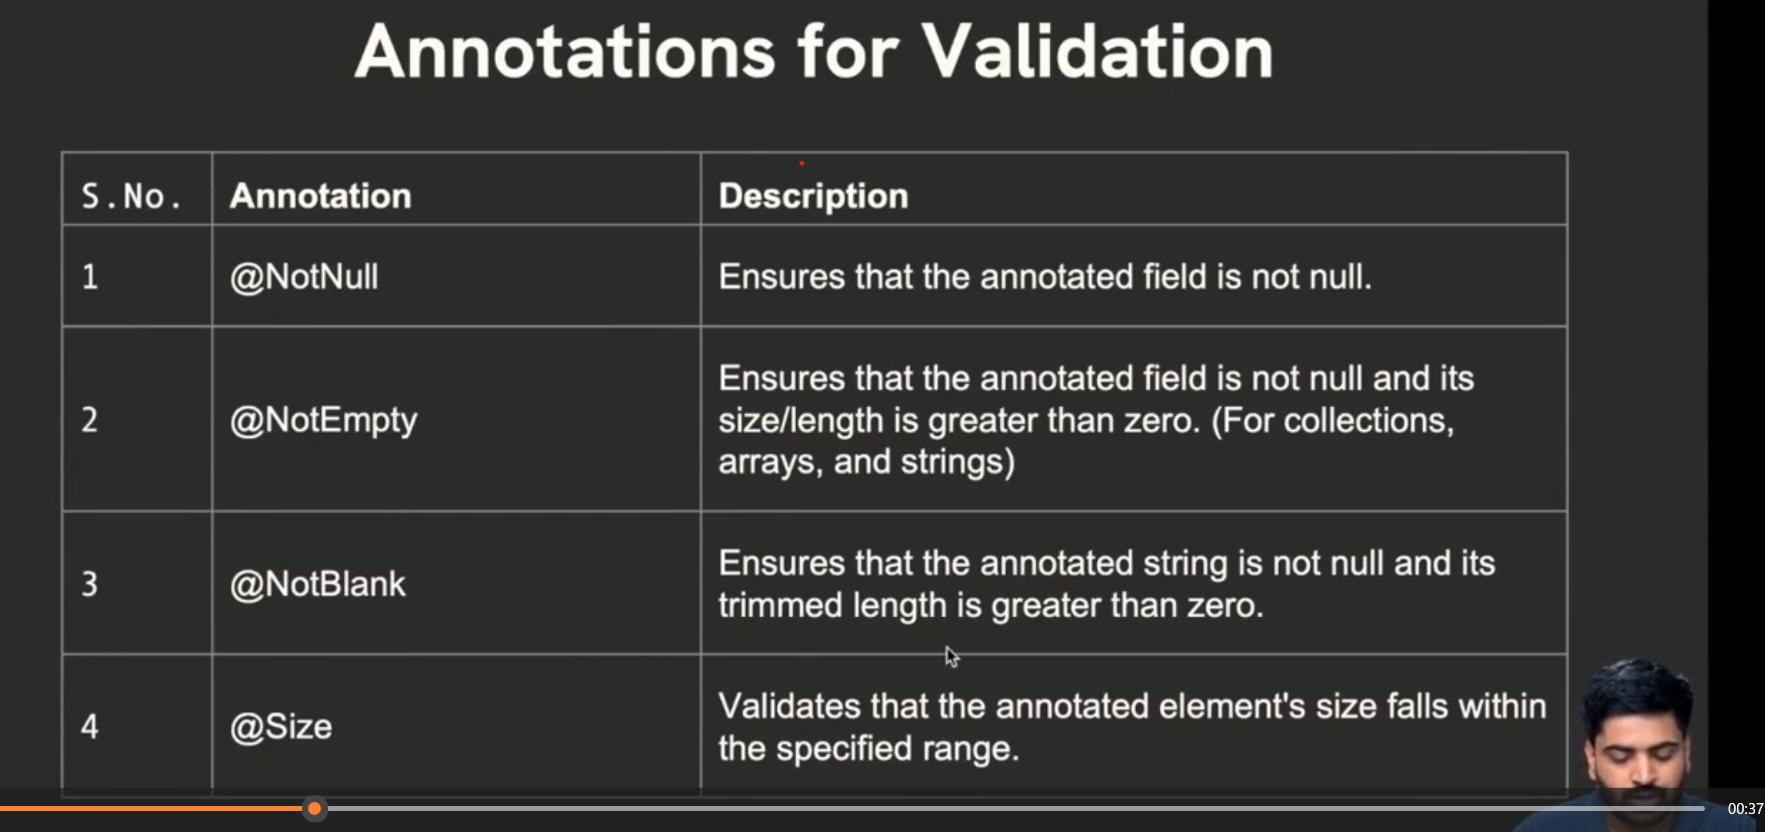 Annotations for Validation
S.No. Annotation Description
1 @NotNull Ensures that the annotated field is not null.
2 @NotEmpty Ensures that the annotated field is not null and its
size/length is greater than zero. (For collections,
arrays, and strings)
3 @NotBlank Ensures that the annotated string is not null and its
trimmed length is greater than zero.
4 @Size Validates that the annotated element's size falls within
the specified range.
00:37